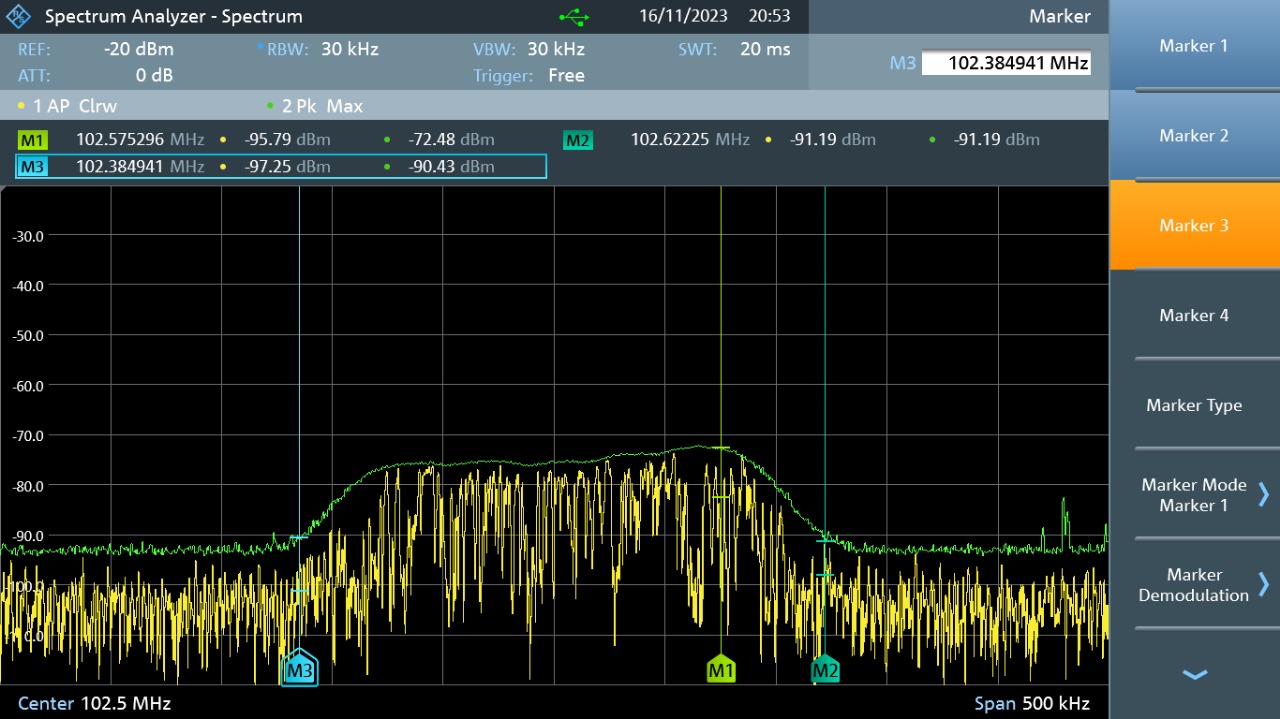 Spectrum Analyzer - Spectrum 16/11/2023 20:53 Marker Marker 1
REF: -20 dBm RBW: 30 kHz VBW: 30 kHz SWT: 20 ms M3 102.384941 MHz
ATT: 0 dB Trigger: Free
1 AP Clrw 2 Pk Max Marker 2
M1 102.575296 MHz -95.79 dBm -72.48 dBm M2 102.62225 MHz -91.19 dBm -91.19 dBm
M3 102.384941 MHz -97.25 dBm -90.43 dBm
Marker 3
-30.0
-40.0
Marker 4
-50.0
-60.0
Marker Type
-70.0
-80.0
Marker Mode
Marker 1
-90.0
Marker
Demodulation
M3 M1 M2
Center 102.5 MHz Span 500 kHz